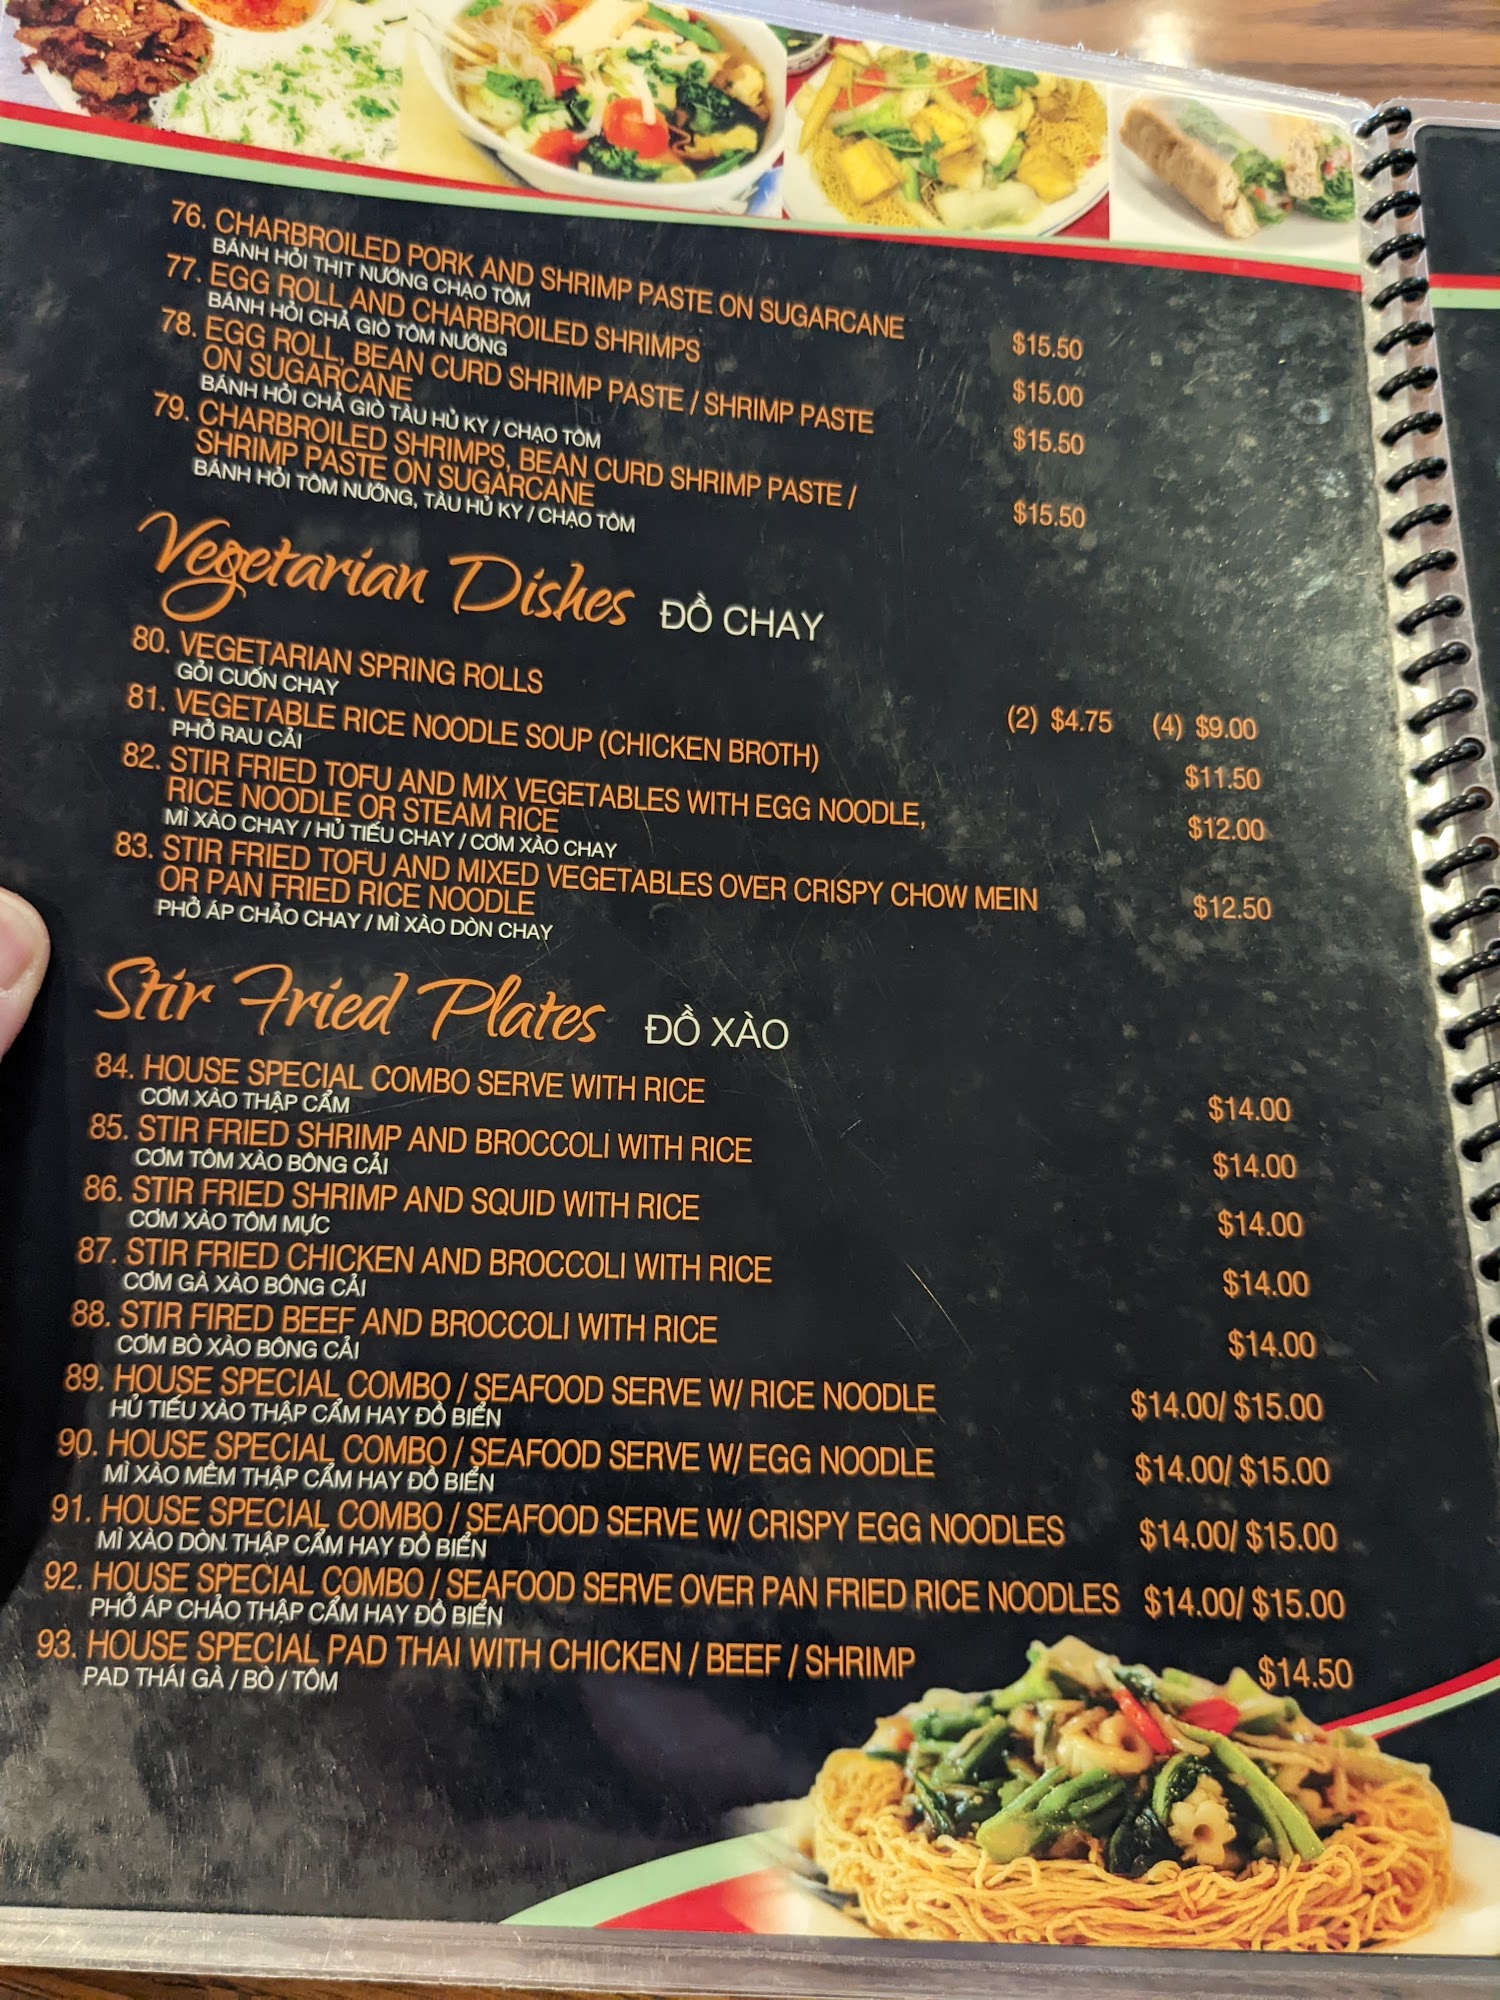 76. CHARBROILED PORK AND SHRIMP PASTE ON SUGARCANE $15.50
BÁNH HỎI THỊT NƯỚNG CHẠO TÔM
77. EGG ROLL AND CHARBROILED SHRIMPS $15.00
BÁNH HỎI CHẢ GIÒ TÔM NƯỚNG
78. EGG ROLL, BEAN CURD SHRIMP PASTE / SHRIMP PASTE $15.50
ON SUGARCANE
BÁNH HỎI CHẢ GIÒ TÀU HỦ KY / CHẠO TÔM
79. CHARBROILED SHRIMPS, BEAN CURD SHRIMP PASTE / $15.50
SHRIMP PASTE ON SUGARCANE
BÁNH HỎI TÔM NƯỚNG, TÀU HỦ KY / CHẠO TÔM
Vegetarian Dishes ĐỒ CHAY
80. VEGETARIAN SPRING ROLLS (2) $4.75 (4) $9.00
GỎI CUỐN CHAY
81. VEGETABLE RICE NOODLE SOUP (CHICKEN BROTH) $11.50
PHỞ RAU CẢI
82. STIR FRIED TOFU AND MIX VEGETABLES WITH EGG NOODLE, $12.00
RICE NOODLE OR STEAM RICE
MÌ XÀO CHAY / HỦ TIẾU CHAY / CƠM XÀO CHAY
83. STIR FRIED TOFU AND MIXED VEGETABLES OVER CRISPY CHOW MEIN $12.50
OR PAN FRIED RICE NOODLE
PHỞ ÁP CHẢO CHAY / MÌ XÀO DÒN CHAY
Stir Fried Plates ĐỒ XÀO
84. HOUSE SPECIAL COMBO SERVE WITH RICE $14.00
CƠM XÀO THẬP CẨM
85. STIR FRIED SHRIMP AND BROCCOLI WITH RICE $14.00
CƠM TÔM XÀO BÔNG CẢI
86. STIR FRIED SHRIMP AND SQUID WITH RICE $14.00
CƠM XÀO TÔM MỰC
87. STIR FRIED CHICKEN AND BROCCOLI WITH RICE $14.00
CƠM GÀ XÀO BÔNG CẢI
88. STIR FIRED BEEF AND BROCCOLI WITH RICE $14.00
CƠM BÒ XÀO BÔNG CẢI
89. HOUSE SPECIAL COMBO / SEAFOOD SERVE W/ RICE NOODLE $14.00/ $15.00
HỦ TIẾU XÀO THẬP CẨM HAY ĐỒ BIỂN
90. HOUSE SPECIAL COMBO / SEAFOOD SERVE W/ EGG NOODLE $14.00/ $15.00
MÌ XÀO MỀM THẬP CẨM HAY ĐỒ BIỂN
91. HOUSE SPECIAL COMBO / SEAFOOD SERVE W/ CRISPY EGG NOODLES $14.00/ $15.00
MÌ XÀO DÒN THẬP CẨM HAY ĐỒ BIỂN
92. HOUSE SPECIAL COMBO / SEAFOOD SERVE OVER PAN FRIED RICE NOODLES $14.00/ $15.00
PHỞ ÁP CHẢO THẬP CẨM HAY ĐỒ BIỂN
93. HOUSE SPECIAL PAD THAI WITH CHICKEN / BEEF / SHRIMP $14.50
PAD THÁI GÀ / BÒ / TÔM